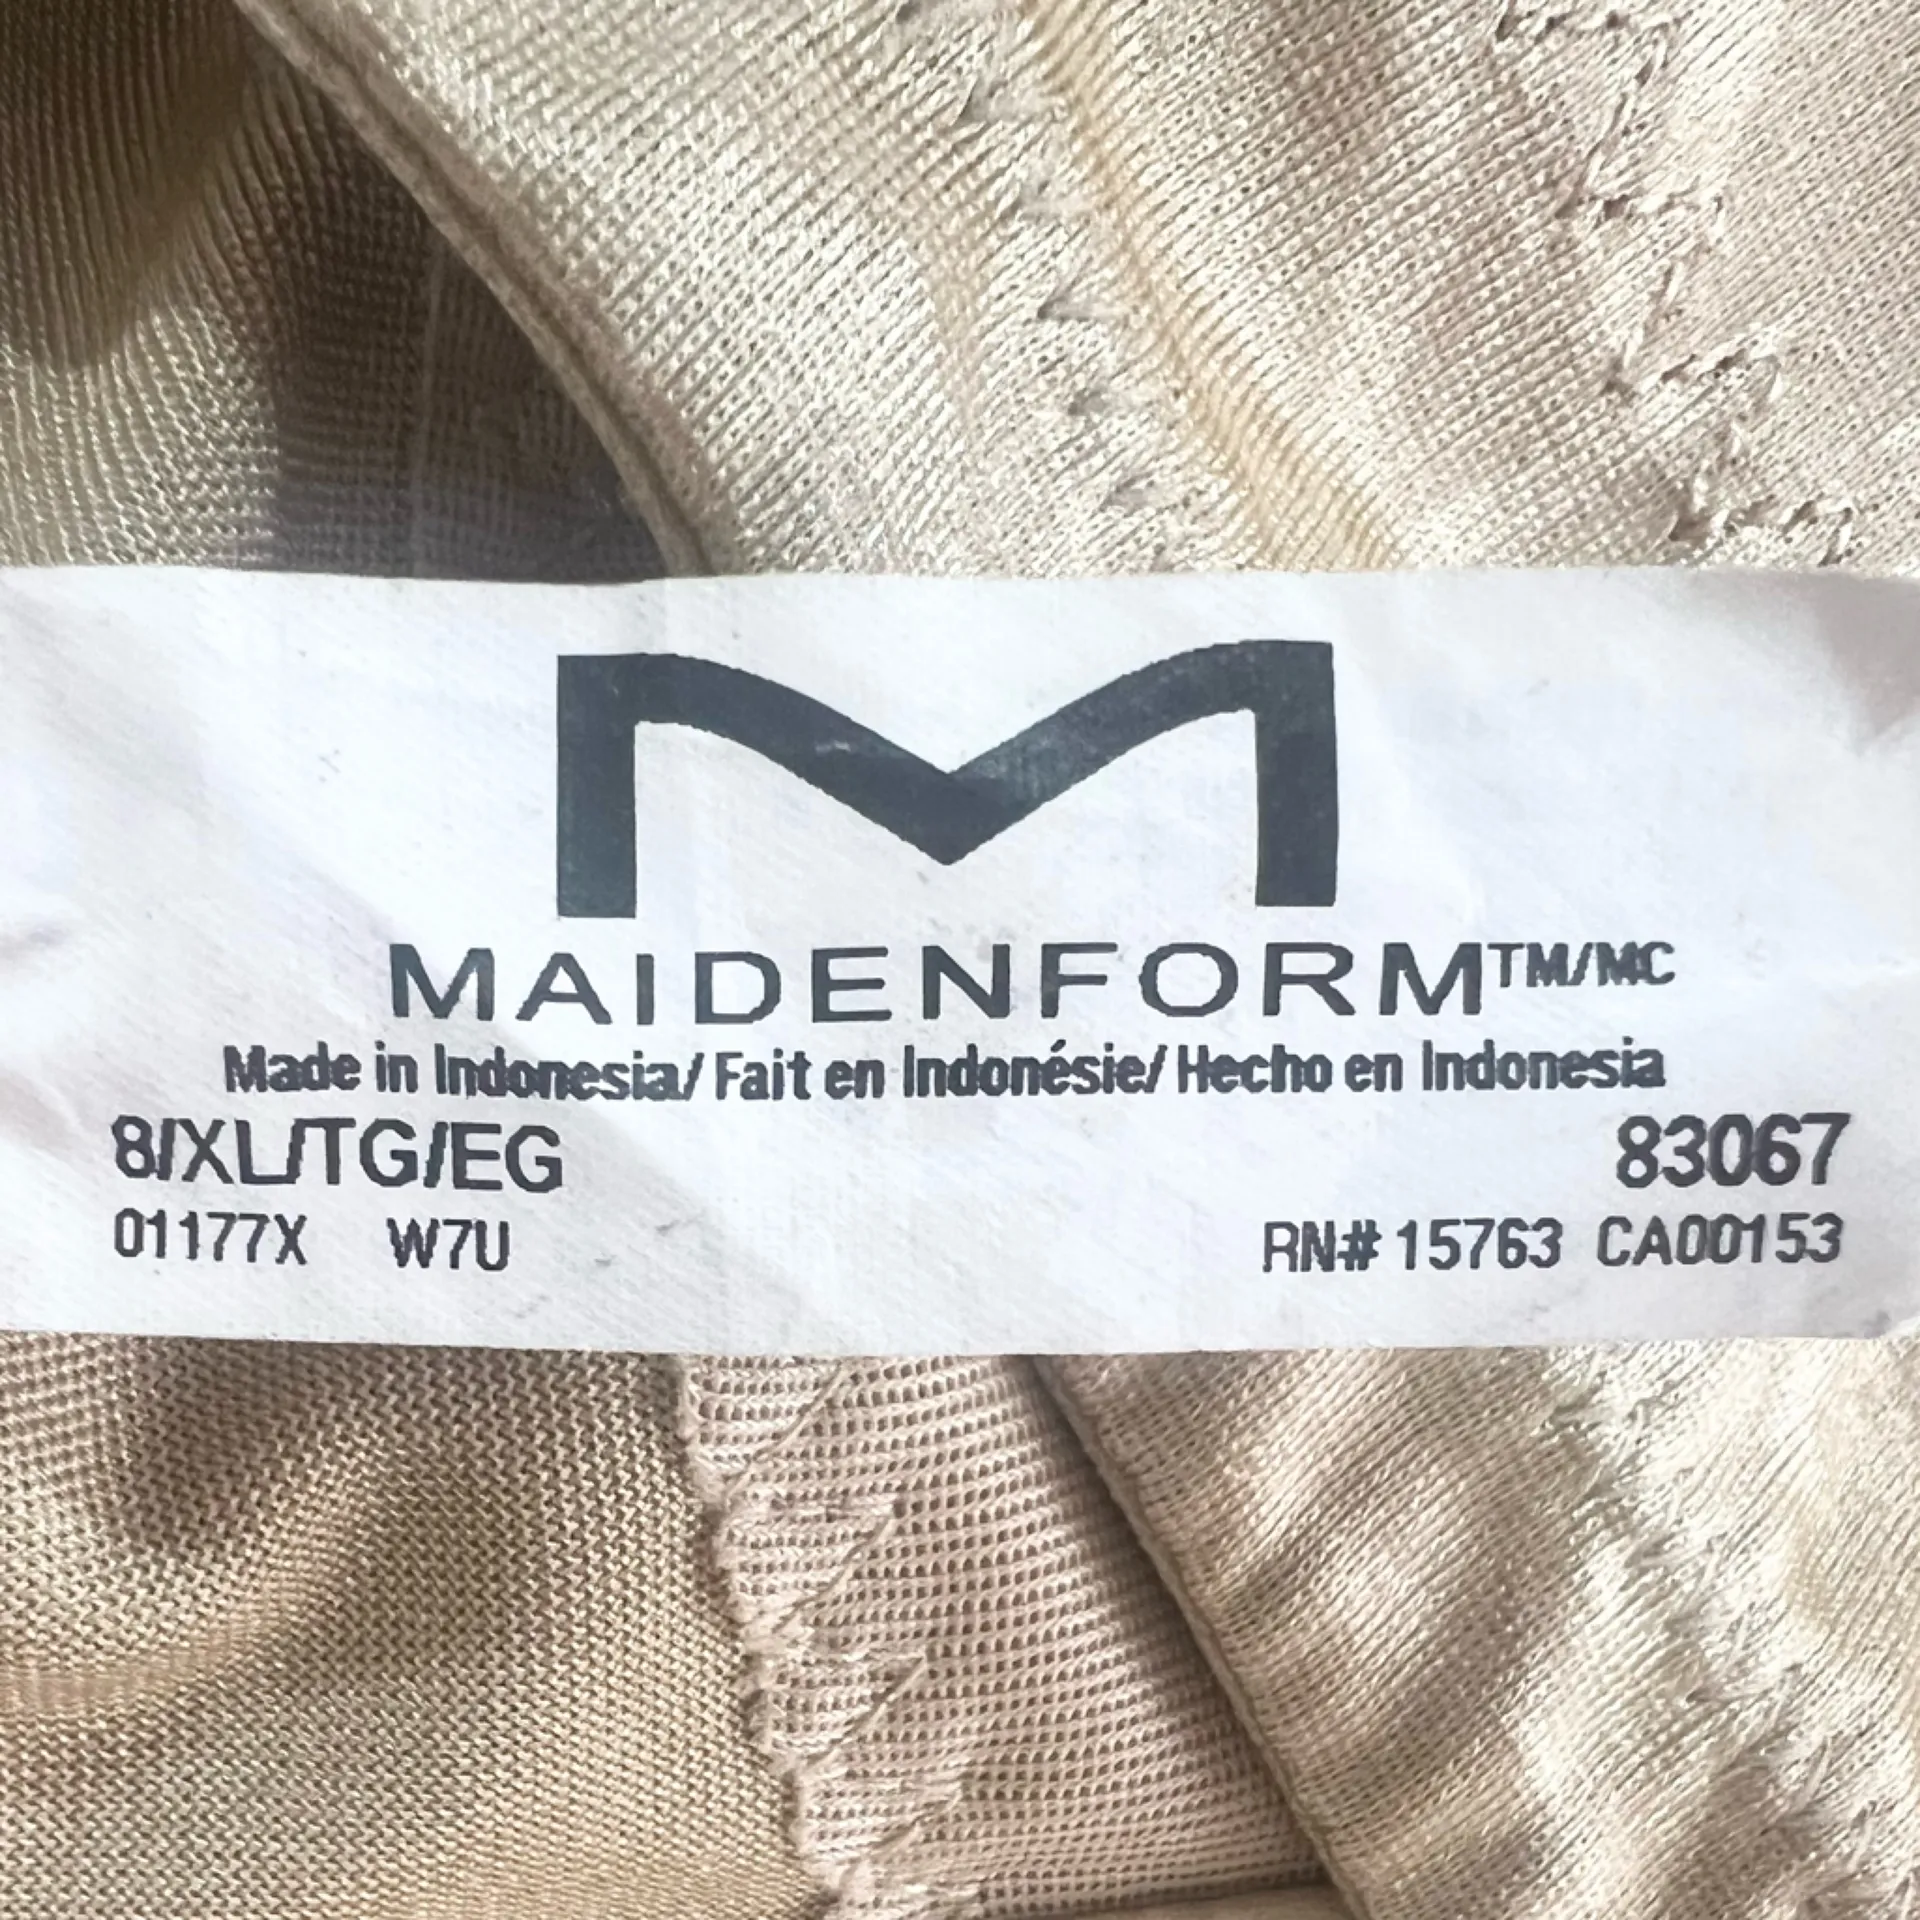 M
MAIDENFORM™/MC
Made in Indonesia/ Fait en Indonésie/ Hecho en Indonesia
8/XL/TG/EG 83067
01177X W7U RN# 15763 CA00153